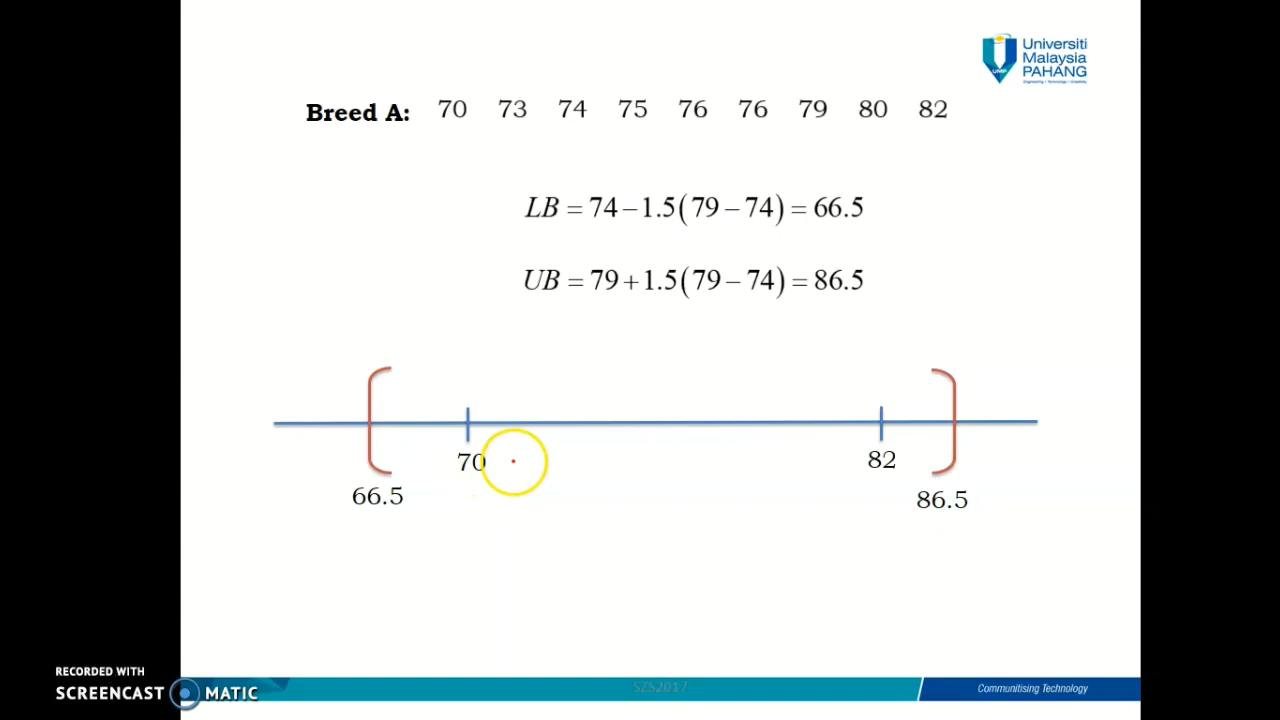 Universiti
Malaysia
PAHANG
UMP
Breed A: 70 73 74 75 76 76 79 80 82
LB = 74 – 1.5(79 – 74) = 66.5
UB = 79 + 1.5(79 – 74) = 86.5
70
82
66.5
86.5
RECORDED WITH
SCREENCAST MATIC
SZS2017
Communitising Technology